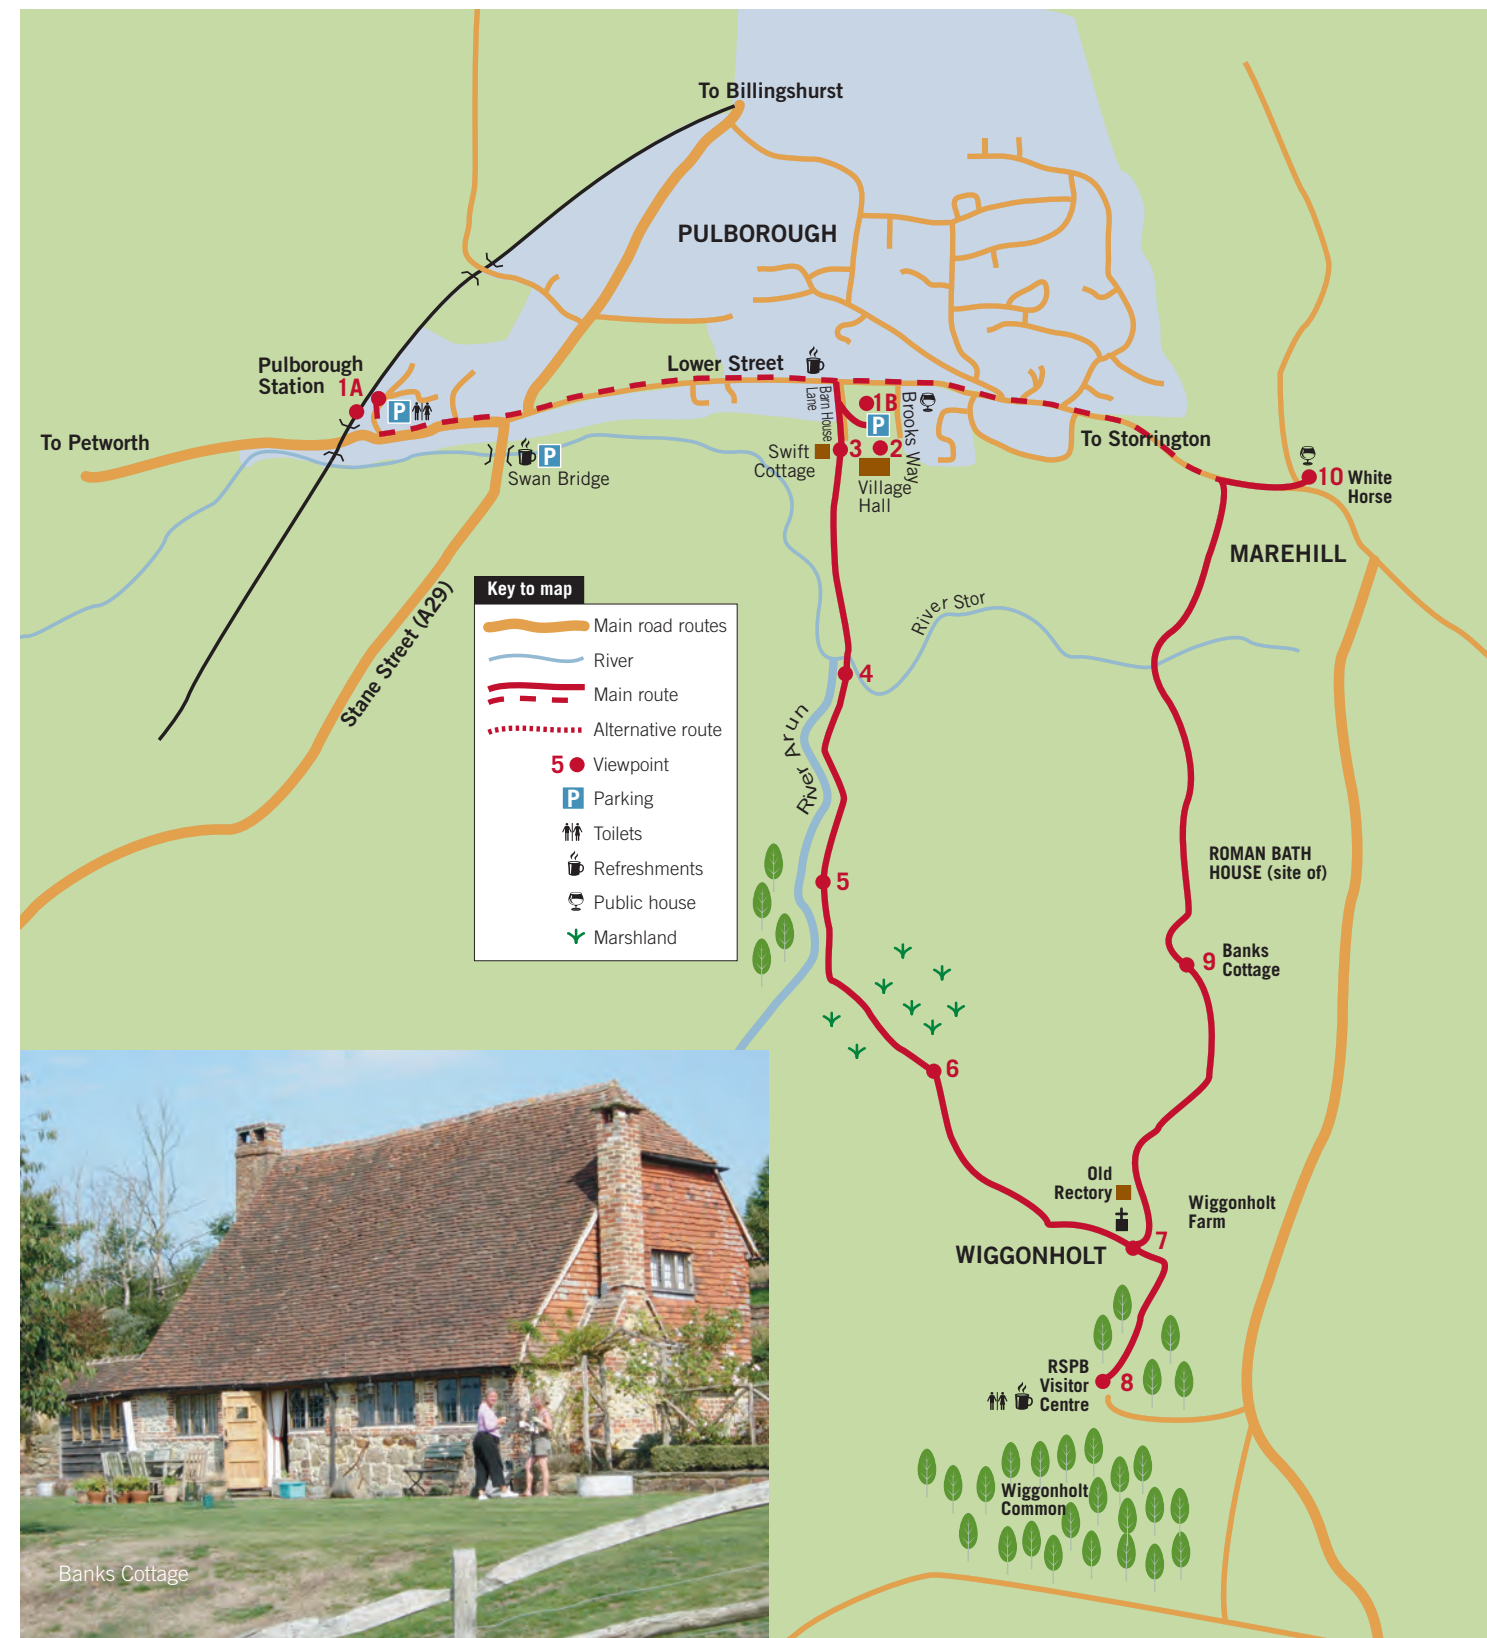 To Billingshurst
PULBOROUGH
Pulborough
Station 1A
Lower Street
To Petworth
P
Barn House
Lane
1B
P
Brooks Way
Swan Bridge
P
Swift
Cottage
3
2
Village
Hall
To Storrington
10 White
Horse
MAREHILL
Stane Street (A29)
Key to map
Main road routes
River
Main route
Alternative route
5 Viewpoint
P Parking
Toilets
Refreshments
Public house
Marshland
River Stor
4
River Arun
5
ROMAN BATH
HOUSE (site of)
9 Banks
Cottage
6
Old
Rectory
Wiggonholt
Farm
WIGGONHOLT
7
RSPB
Visitor
Centre
8
Wiggonholt
Common
Banks Cottage